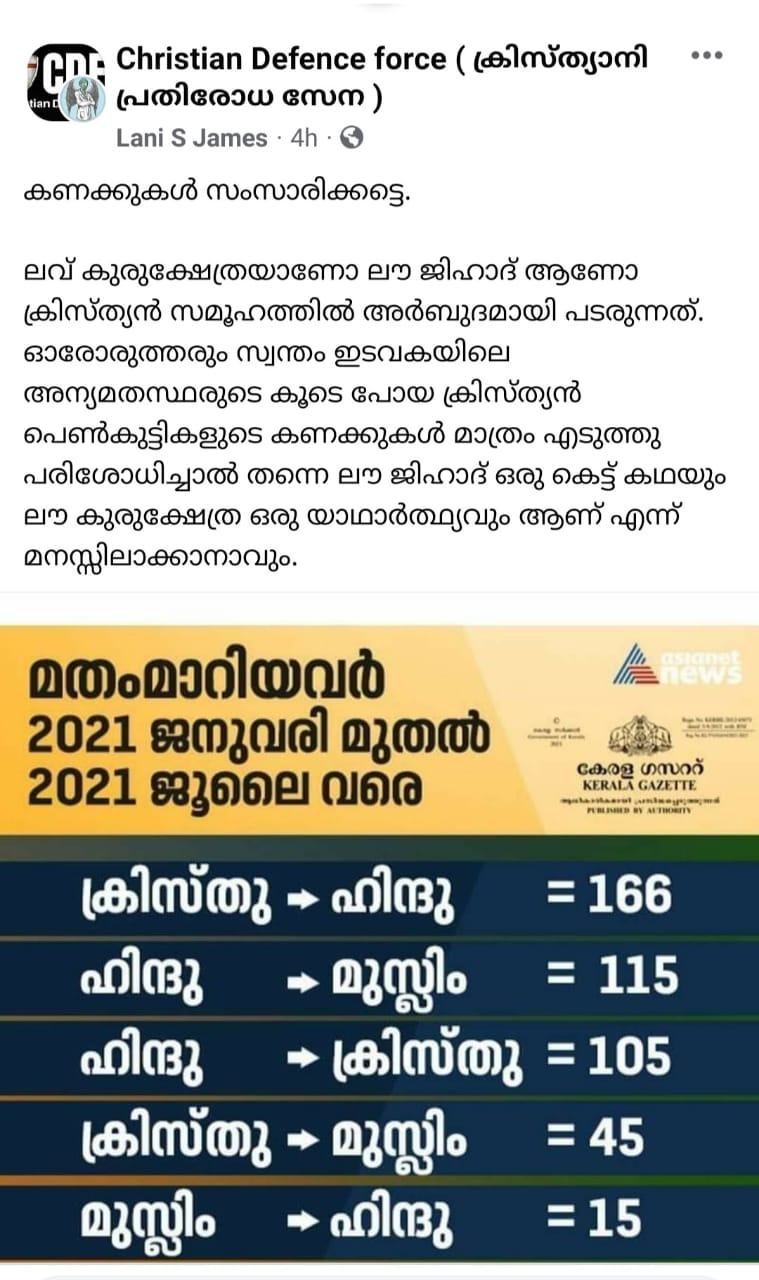 CDF
tian D
Christian Defence force ( ക്രിസ്ത്യാനി
പ്രതിരോധ സേന )
Lani S James · 4h ·
കണക്കുകൾ സംസാരിക്കട്ടെ.
ലവ് കുരുക്ഷേത്രയാണോ ലൗ ജിഹാദ് ആണോ
ക്രിസ്ത്യൻ സമൂഹത്തിൽ അർബുദമായി പടരുന്നത്.
ഓരോരുത്തരും സ്വന്തം ഇടവകയിലെ
അന്യമതസ്ഥരുടെ കൂടെ പോയ ക്രിസ്ത്യൻ
പെൺകുട്ടികളുടെ കണക്കുകൾ മാത്രം എടുത്തു
പരിശോധിച്ചാൽ തന്നെ ലൗ ജിഹാദ് ഒരു കെട്ട് കഥയും
ലൗ കുരുക്ഷേത്ര ഒരു യാഥാർത്ഥ്യവും ആണ് എന്ന്
മനസ്സിലാക്കാനാവും.
മതംമാറിയവർ
2021 ജനുവരി മുതൽ
2021 ജൂലൈ വരെ
asianet
news
കേരള ഗസററ്
KERALA GAZETTE
PUBLISHED BY AUTHORITY
ക്രിസ്തു → ഹിന്ദു = 166
ഹിന്ദു → മുസ്ലിം = 115
ഹിന്ദു → ക്രിസ്തു = 105
ക്രിസ്തു → മുസ്ലിം = 45
മുസ്ലിം → ഹിന്ദു = 15